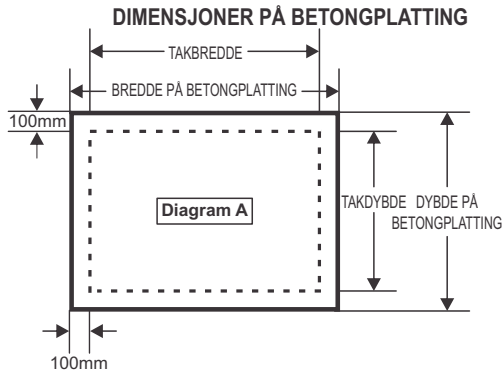 DIMENSJONER PÅ BETONGPLATTING
TAKBREDDE
BREDDE PÅ BETONGPLATTING
100mm
Diagram A
TAKDYBDE
DYBDE PÅ
BETONGPLATTING
100mm